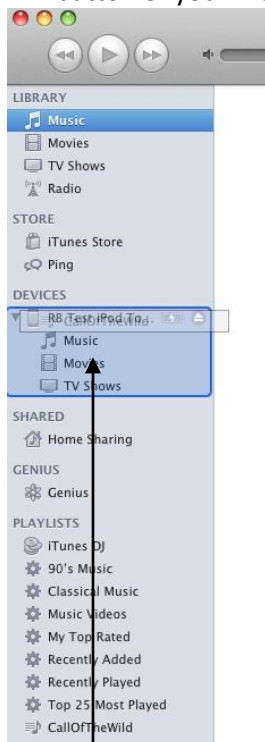 LIBRARY
Music
Movies
TV Shows
Radio
STORE
iTunes Store
Ping
DEVICES
RB Test iPod To...
CallOfTheWild
Music
Movies
TV Shows
SHARED
Home Sharing
GENIUS
Genius
PLAYLISTS
iTunes DJ
90's Music
Classical Music
Music Videos
My Top Rated
Recently Added
Recently Played
Top 25 Most Played
CallOfTheWild